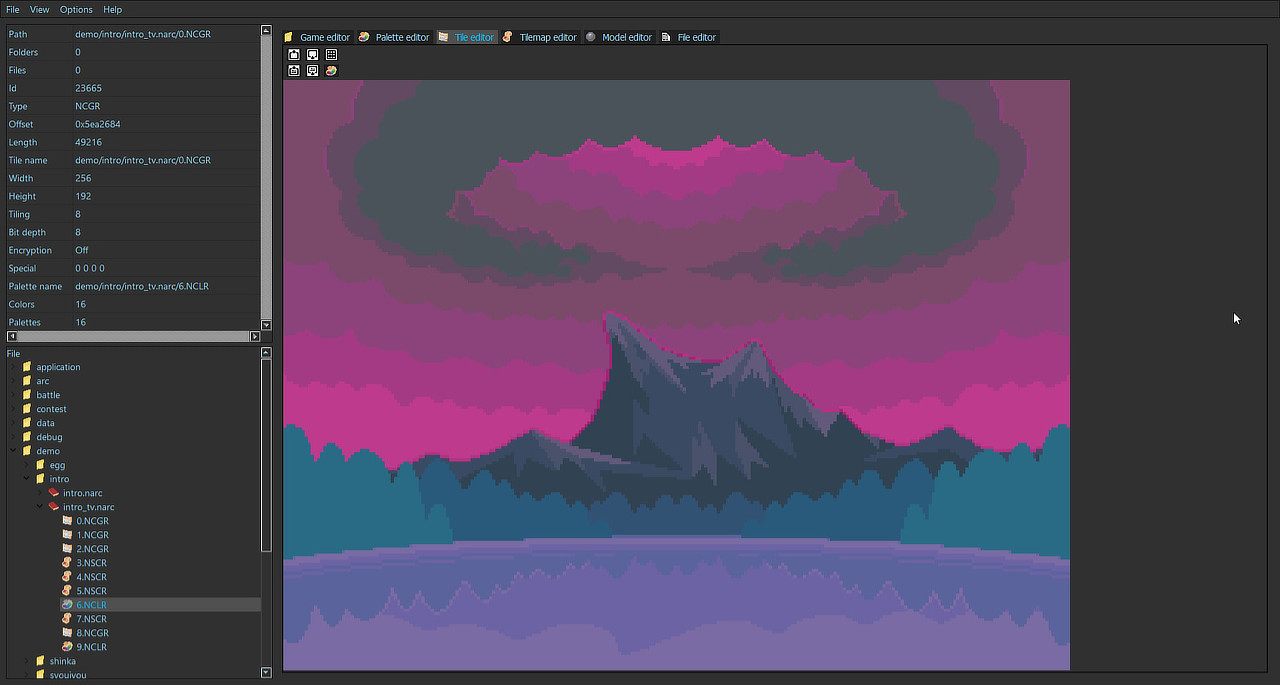 File View Options Help
Path demo/intro/intro_tv.narc/0.NCGR
Folders 0
Files 0
Id 23665
Type NCGR
Offset 0x5ea2684
Length 49216
Tile name demo/intro/intro_tv.narc/0.NCGR
Width 256
Height 192
Tiling 8
Bit depth 8
Encryption Off
Special 0 0 0 0
Palette name demo/intro/intro_tv.narc/6.NCLR
Colors 16
Palettes 16
File
application
arc
battle
contest
data
debug
demo
egg
intro
intro.narc
intro_tv.narc
0.NCGR
1.NCGR
2.NCGR
3.NSCR
4.NSCR
5.NSCR
6.NCLR
7.NSCR
8.NCGR
9.NCLR
shinka
svouivou
Game editor Palette editor Tile editor Tilemap editor Model editor File editor